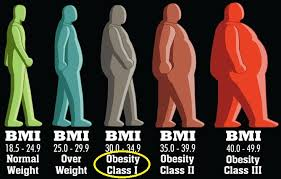 BMI BMI BMI BMI BMI
18.5 - 24.9 25.0 - 29.9 30.0 - 34.9 35.0 - 39.9 40.0 - 49.9
Normal Over Obesity Obesity Obesity
Weight Weight Class I Class II Class III